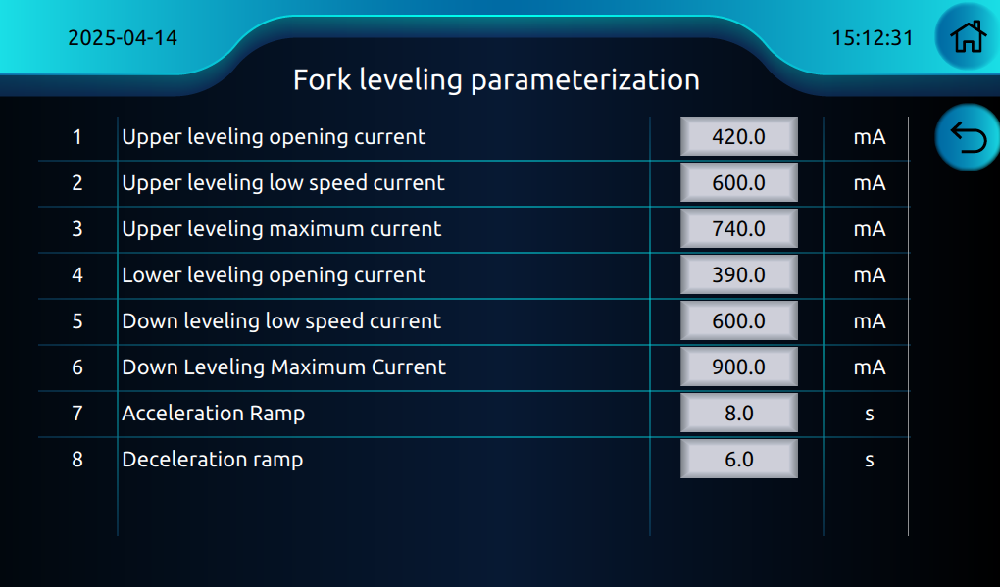 2025-04-14
15:12:31
Fork leveling parameterization
1 Upper leveling opening current 420.0 mA
2 Upper leveling low speed current 600.0 mA
3 Upper leveling maximum current 740.0 mA
4 Lower leveling opening current 390.0 mA
5 Down leveling low speed current 600.0 mA
6 Down Leveling Maximum Current 900.0 mA
7 Acceleration Ramp 8.0 s
8 Deceleration ramp 6.0 s